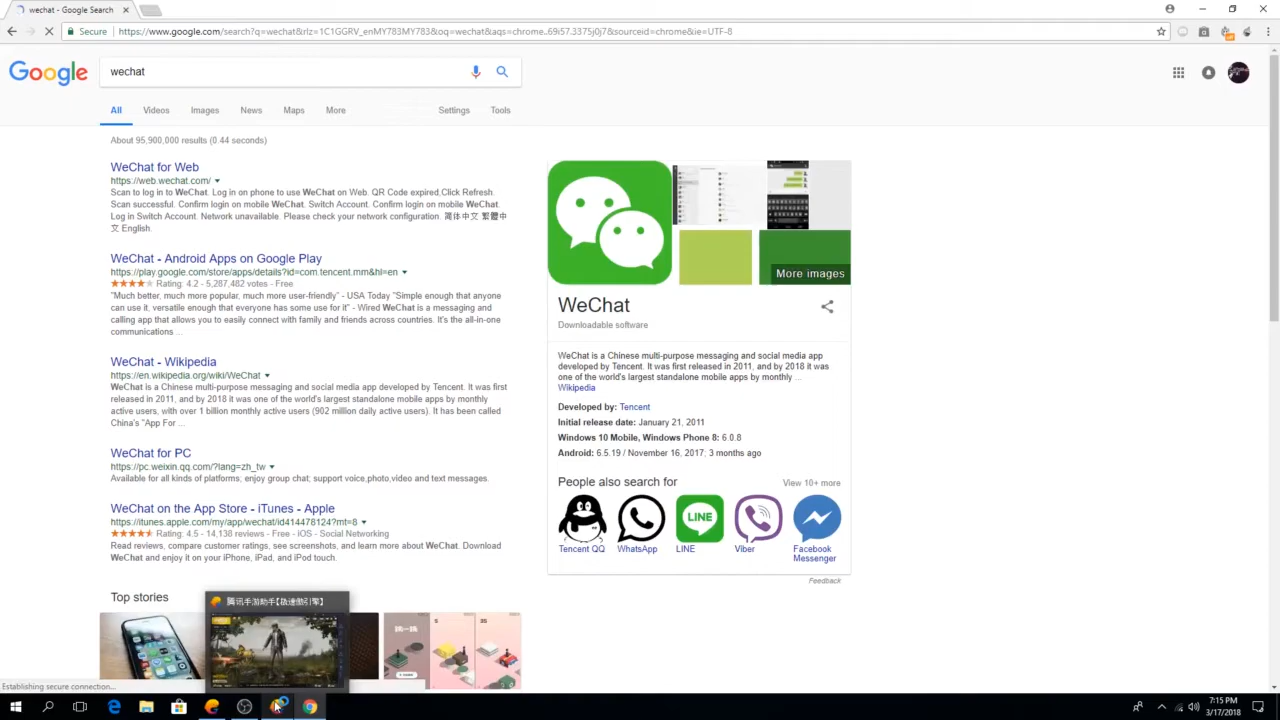 wechat - Google Search
Secure
https://www.google.com/search?q=wechat&rlz=1C1GGRV_enMY783MY783&oq=wechat&aqs=chrome..69i57.3375j0j7&sourceid=chrome&ie=UTF-8
Google
wechat
All Videos Images News Maps More Settings Tools
About 95,900,000 results (0.44 seconds)
WeChat for Web
https://web.wechat.com/
Scan to log in to WeChat. Log in on phone to use WeChat on Web. QR Code expired,Click Refresh.
Scan successful. Confirm login on mobile WeChat. Switch Account. Confirm login on mobile WeChat.
Log in Switch Account. Network unavailable. Please check your network configuration. 简体中文 繁體中
文 English.
WeChat - Android Apps on Google Play
https://play.google.com/store/apps/details?id=com.tencent.mm&hl=en
Rating: 4.2 - 5,287,482 votes - Free
"Much better, much more popular, much more user-friendly" - USA Today "Simple enough that anyone
can use it, versatile enough that everyone has some use for it" - Wired WeChat is a messaging and
calling app that allows you to easily connect with family and friends across countries. It's the all-in-one
communications ...
WeChat - Wikipedia
https://en.wikipedia.org/wiki/WeChat
WeChat is a Chinese multi-purpose messaging and social media app developed by Tencent. It was first
released in 2011, and by 2018 it was one of the world's largest standalone mobile apps by monthly
active users, with over 1 billion monthly active users (902 million daily active users). It has been called
China's "App For ...
WeChat for PC
https://pc.weixin.qq.com/?lang=zh_tw
Available for all kinds of platforms; enjoy group chat; support voice,photo,video and text messages.
WeChat on the App Store - iTunes - Apple
https://itunes.apple.com/my/app/wechat/id414478124?mt=8
Rating: 4.5 - 14,138 reviews - Free - iOS - Social Networking
Read reviews, compare customer ratings, see screenshots, and learn more about WeChat. Download
WeChat and enjoy it on your iPhone, iPad, and iPod touch.
Top stories
More images
WeChat
Downloadable software
WeChat is a Chinese multi-purpose messaging and social media app
developed by Tencent. It was first released in 2011, and by 2018 it was
one of the world's largest standalone mobile apps by monthly ...
Wikipedia
Developed by: Tencent
Initial release date: January 21, 2011
Windows 10 Mobile, Windows Phone 8: 6.0.8
Android: 6.5.19 / November 16, 2017; 3 months ago
People also search for
View 10+ more
LINE
Tencent QQ WhatsApp LINE Viber Facebook
Messenger
Feedback
腾讯手游助手【极速傲引擎】
Establishing secure connection...
7:15 PM
3/17/2018